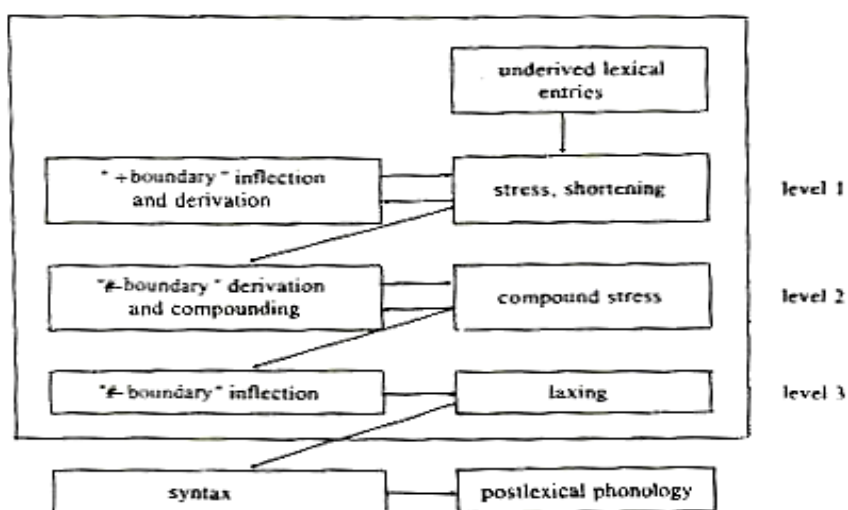 underived lexical
entries
"+boundary" inflection
and derivation
stress, shortening
level 1
"#-boundary" derivation
and compounding
compound stress
level 2
"#-boundary" inflection
laxing
level 3
syntax
postlexical phonology